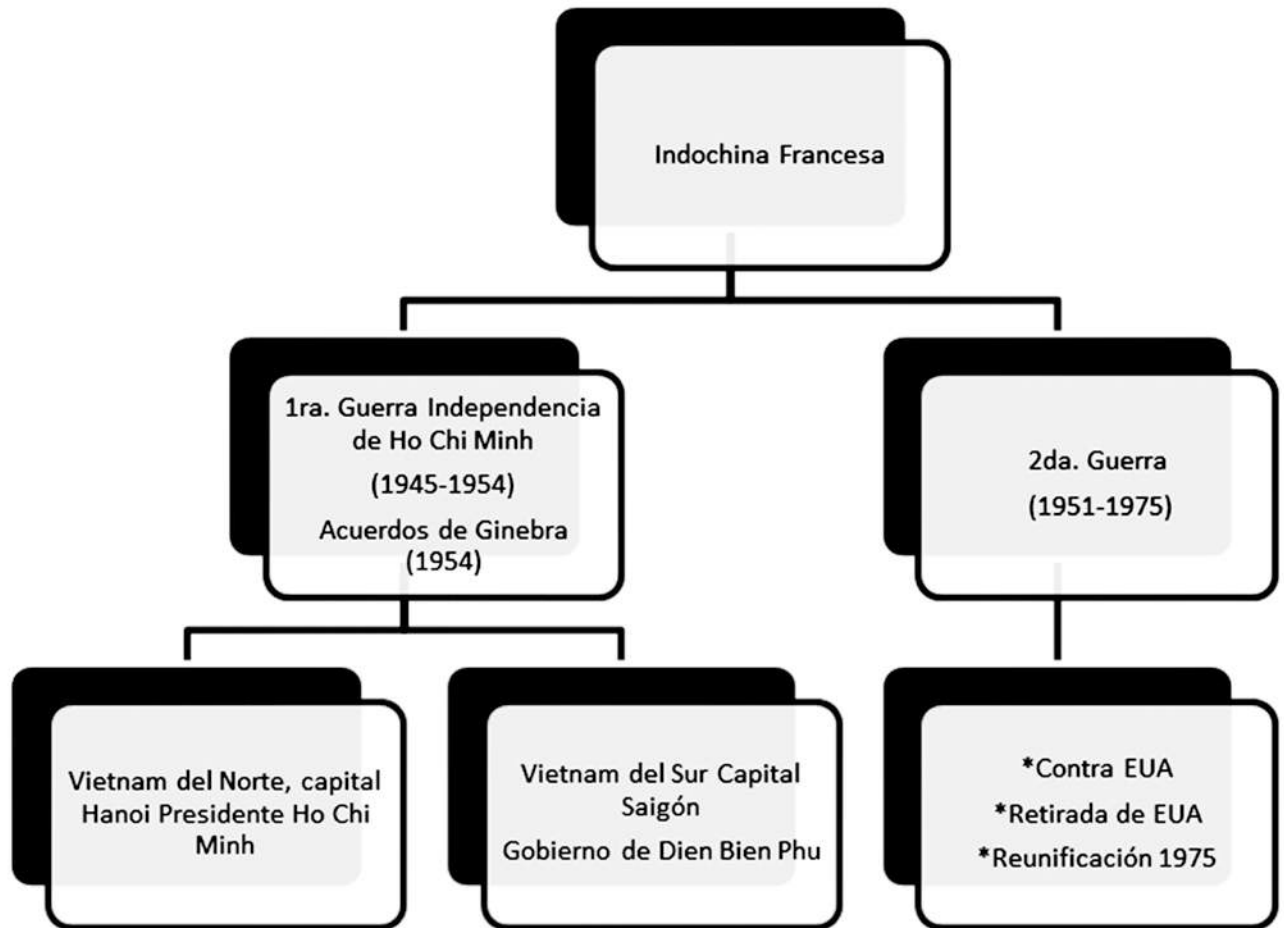 Indochina Francesa
1ra. Guerra Independencia
de Ho Chi Minh
(1945-1954)
Acuerdos de Ginebra
(1954)
2da. Guerra
(1951-1975)
Vietnam del Norte, capital
Hanoi Presidente Ho Chi
Minh
Vietnam del Sur Capital
Saigón
Gobierno de Dien Bien Phu
*Contra EUA
*Retirada de EUA
*Reunificación 1975